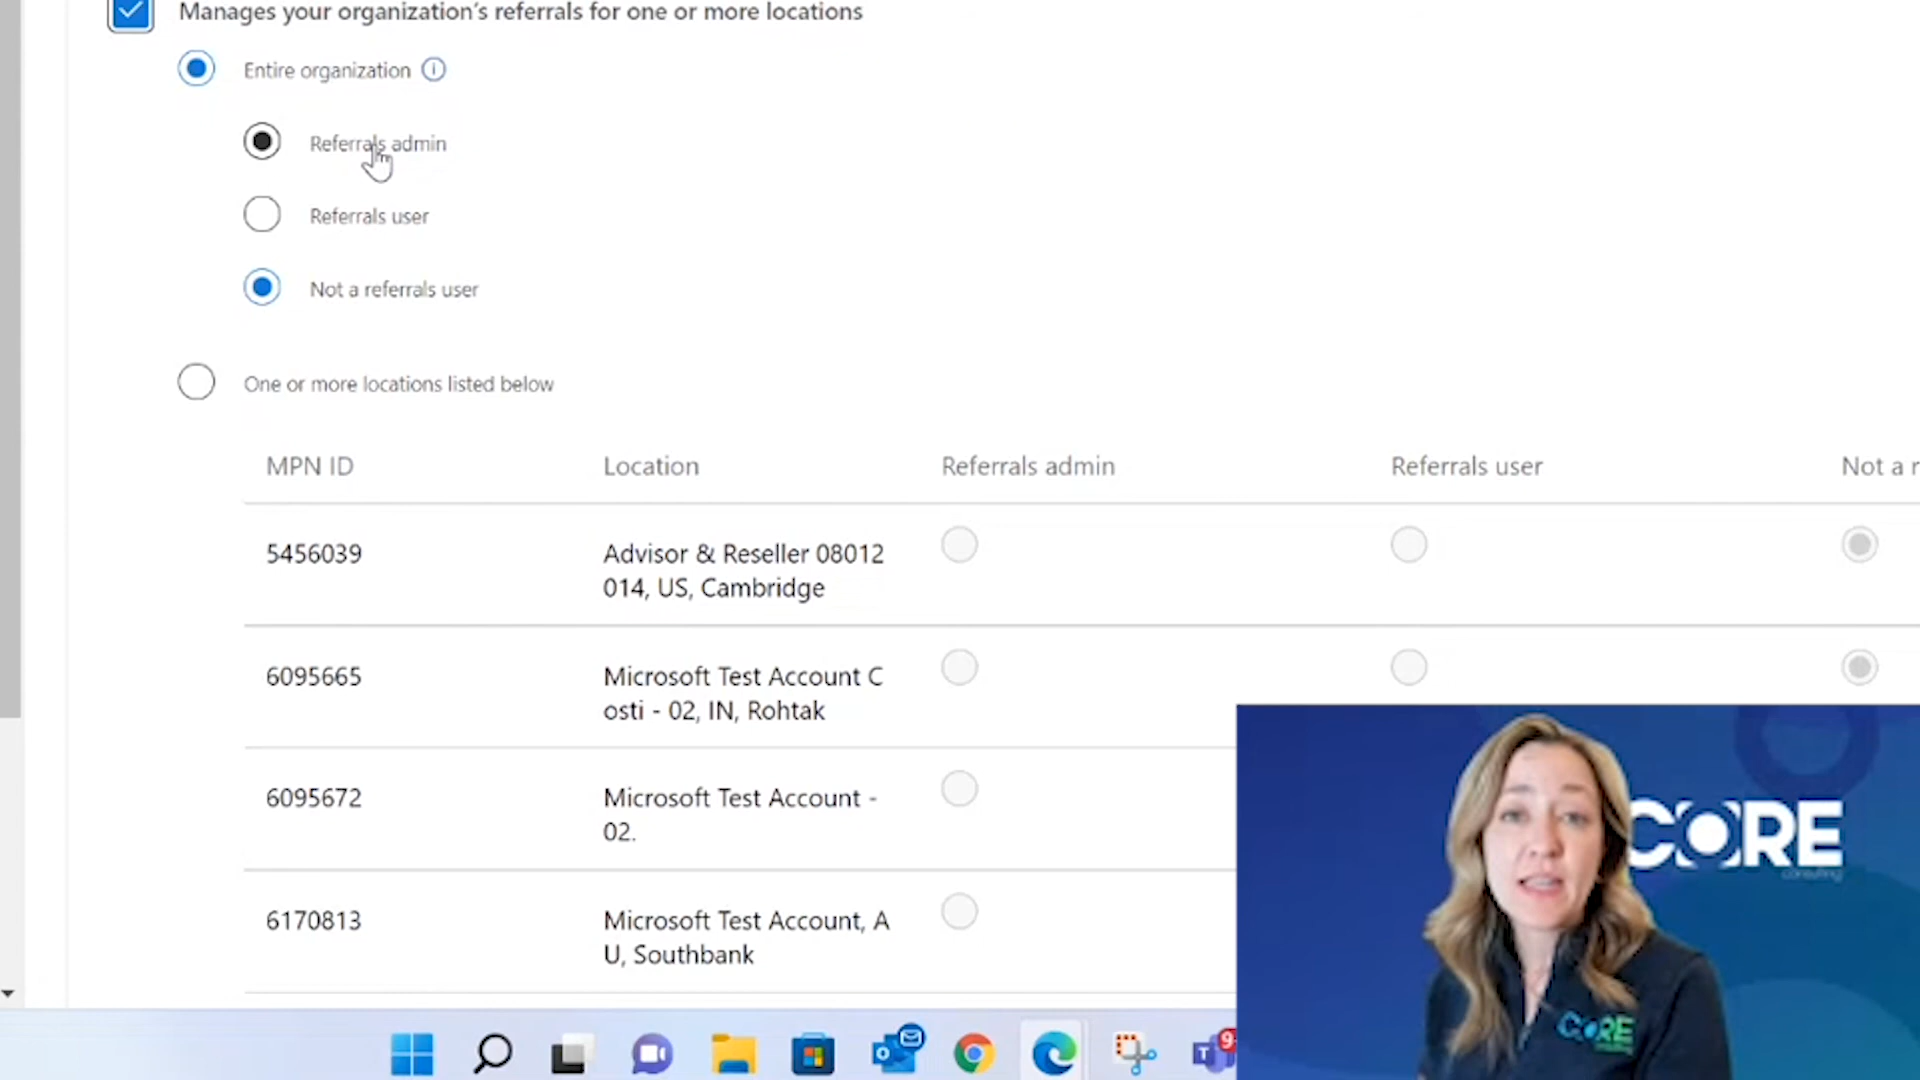 Manages your organization's referrals for one or more locations
Entire organization
Referrals admin
Referrals user
Not a referrals user
One or more locations listed below
MPN ID Location Referrals admin Referrals user Not a r
5456039 Advisor & Reseller 08012
014, US, Cambridge
6095665 Microsoft Test Account C
osti - 02, IN, Rohtak
6095672 Microsoft Test Account -
02.
6170813 Microsoft Test Account, A
U, Southbank
CORE
consulting
CORE
9